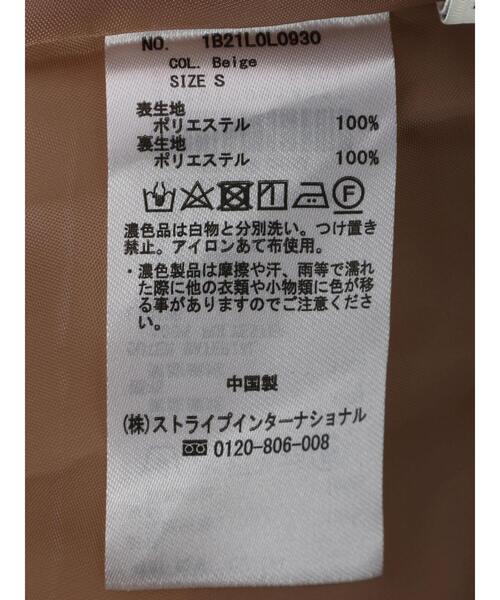 NO. 1B21L0L0930
COL. Beige
SIZE S
表生地
ポリエステル 100%
裏生地
ポリエステル 100%
濃色品は白物と分別洗い。つけ置き
禁止。アイロンあて布使用。
・濃色製品は摩擦や汗、雨等で濡れ
た際に他の衣類や小物類に色が移
る事がありますのでご注意くださ
い。
中国製
(株)ストライプインターナショナル
0120-806-008